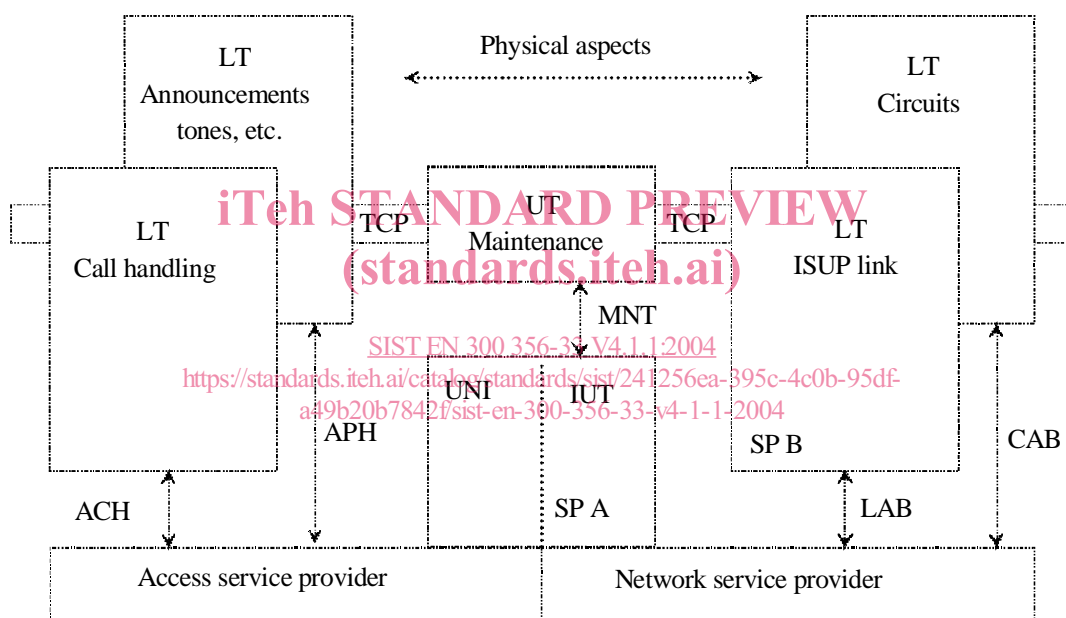 Physical aspects
LT
Announcements
tones, etc.
LT
Circuits
iTeh STANDARD PREVIEW
(standards.iteh.ai)
LT
Call handling
TCP
UT
Maintenance
TCP
LT
ISUP link
MNT
SIST EN 300 356-33 V4.1.1:2004
https://standards.iteh.ai/catalog/standards/sist/241256ea-395c-4c0b-95df-
a49b20b7842f/sist-en-300-356-33-v4-1-1-2004
UNI
IUT
APH
SP B
CAB
ACH
SP A
LAB
Access service provider
Network service provider